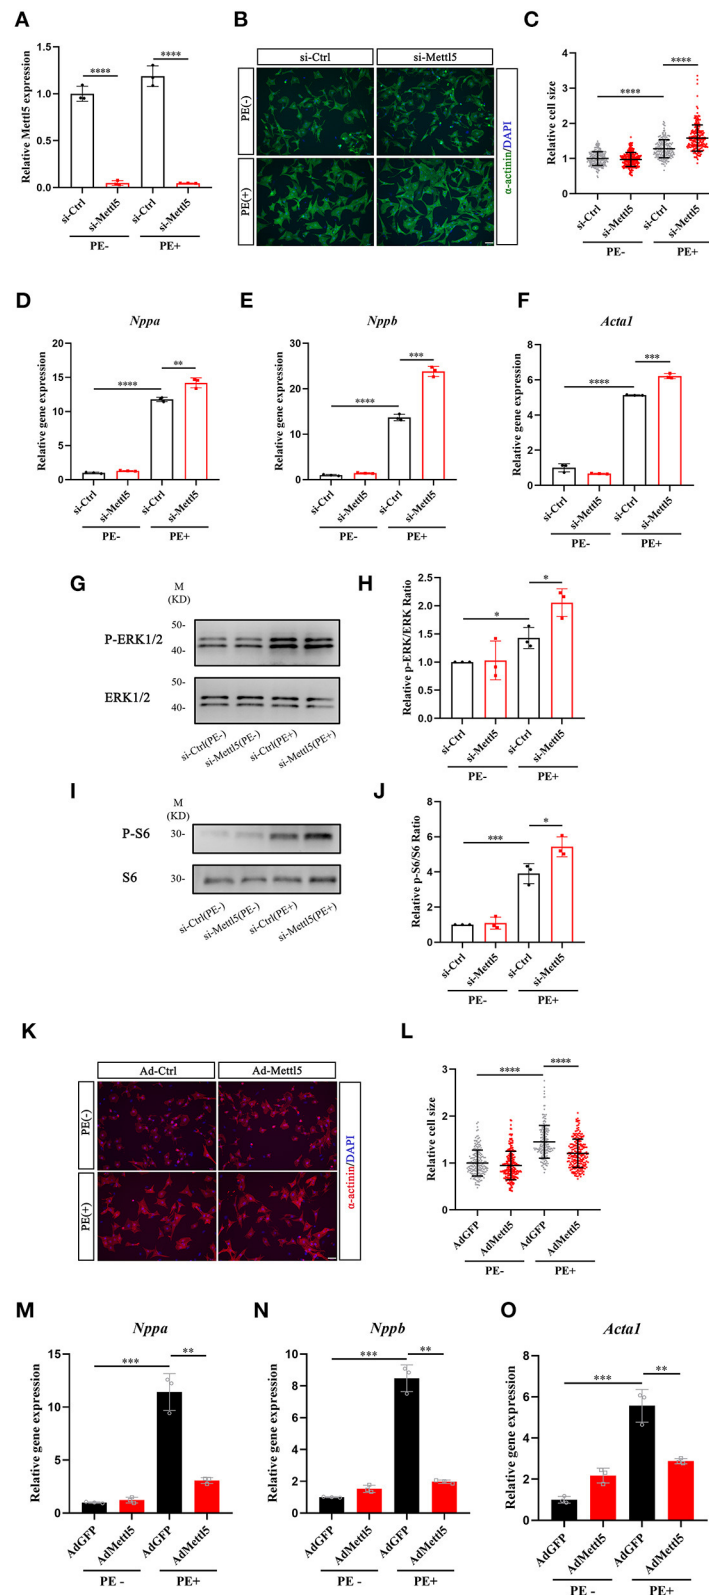 A
Relative Mettl5 expression
1.5
1.0
0.5
0.0
****
****
si-Ctrl
si-Mettl5
si-Ctrl
si-Mettl5
PE-
PE+
B
si-Ctrl
si-Mettl5
PE(-)
PE(+)
α-actinin/DAPI
C
Relative cell size
4
3
2
1
0
****
****
si-Ctrl
si-Mettl5
si-Ctrl
si-Mettl5
PE-
PE+
D
Nppa
Relative gene expression
20
15
10
5
0
****
**
si-Ctrl
si-Mettl5
si-Ctrl
si-Mettl5
PE-
PE+
E
Nppb
Relative gene expression
30
20
10
0
****
***
si-Ctrl
si-Mettl5
si-Ctrl
si-Mettl5
PE-
PE+
F
Acta1
Relative gene expression
8
6
4
2
0
****
***
si-Ctrl
si-Mettl5
si-Ctrl
si-Mettl5
PE-
PE+
G
M
(KD)
P-ERK1/2
50-
40-
ERK1/2
50-
40-
si-Ctrl(PE-)
si-Mettl5(PE-)
si-Ctrl(PE+)
si-Mettl5(PE+)
H
Relative p-ERK/ERK Ratio
2.5
2.0
1.5
1.0
0.5
0.0
*
*
si-Ctrl
si-Mettl5
si-Ctrl
si-Mettl5
PE-
PE+
I
M
(KD)
P-S6
30-
S6
30-
si-Ctrl(PE-)
si-Mettl5(PE-)
si-Ctrl(PE+)
si-Mettl5(PE+)
J
Relative p-S6/S6 Ratio
8
6
4
2
0
***
*
si-Ctrl
si-Mettl5
si-Ctrl
si-Mettl5
PE-
PE+
K
Ad-Ctrl
Ad-Mettl5
PE(-)
PE(+)
α-actinin/DAPI
L
Relative cell size
3
2
1
0
****
****
AdGFP
AdMettl5
AdGFP
AdMettl5
PE-
PE+
M
Nppa
Relative gene expression
15
10
5
0
***
**
AdGFP
AdMettl5
AdGFP
AdMettl5
PE -
PE+
N
Nppb
Relative gene expression
10
8
6
4
2
0
***
**
AdGFP
AdMettl5
AdGFP
AdMettl5
PE -
PE+
O
Acta1
Relative gene expression
8
6
4
2
0
***
**
AdGFP
AdMettl5
AdGFP
AdMettl5
PE -
PE+